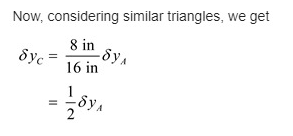 Now, considering similar triangles, we get
δy_C = 8 in / 16 in δy_A
= 1/2 δy_A